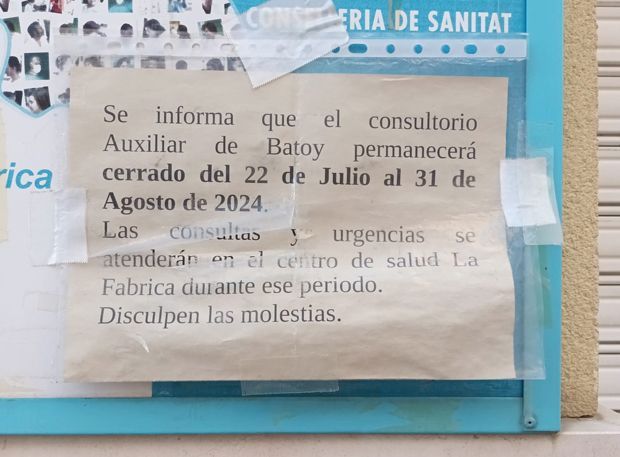 CONSELLERIA DE SANITAT
rica
Se informa que el consultorio
Auxiliar de Batoy permanecerá
cerrado del 22 de Julio al 31 de
Agosto de 2024.
Las consultas y urgencias se
atenderán en el centro de salud La
Fabrica durante ese periodo.
Disculpen las molestias.